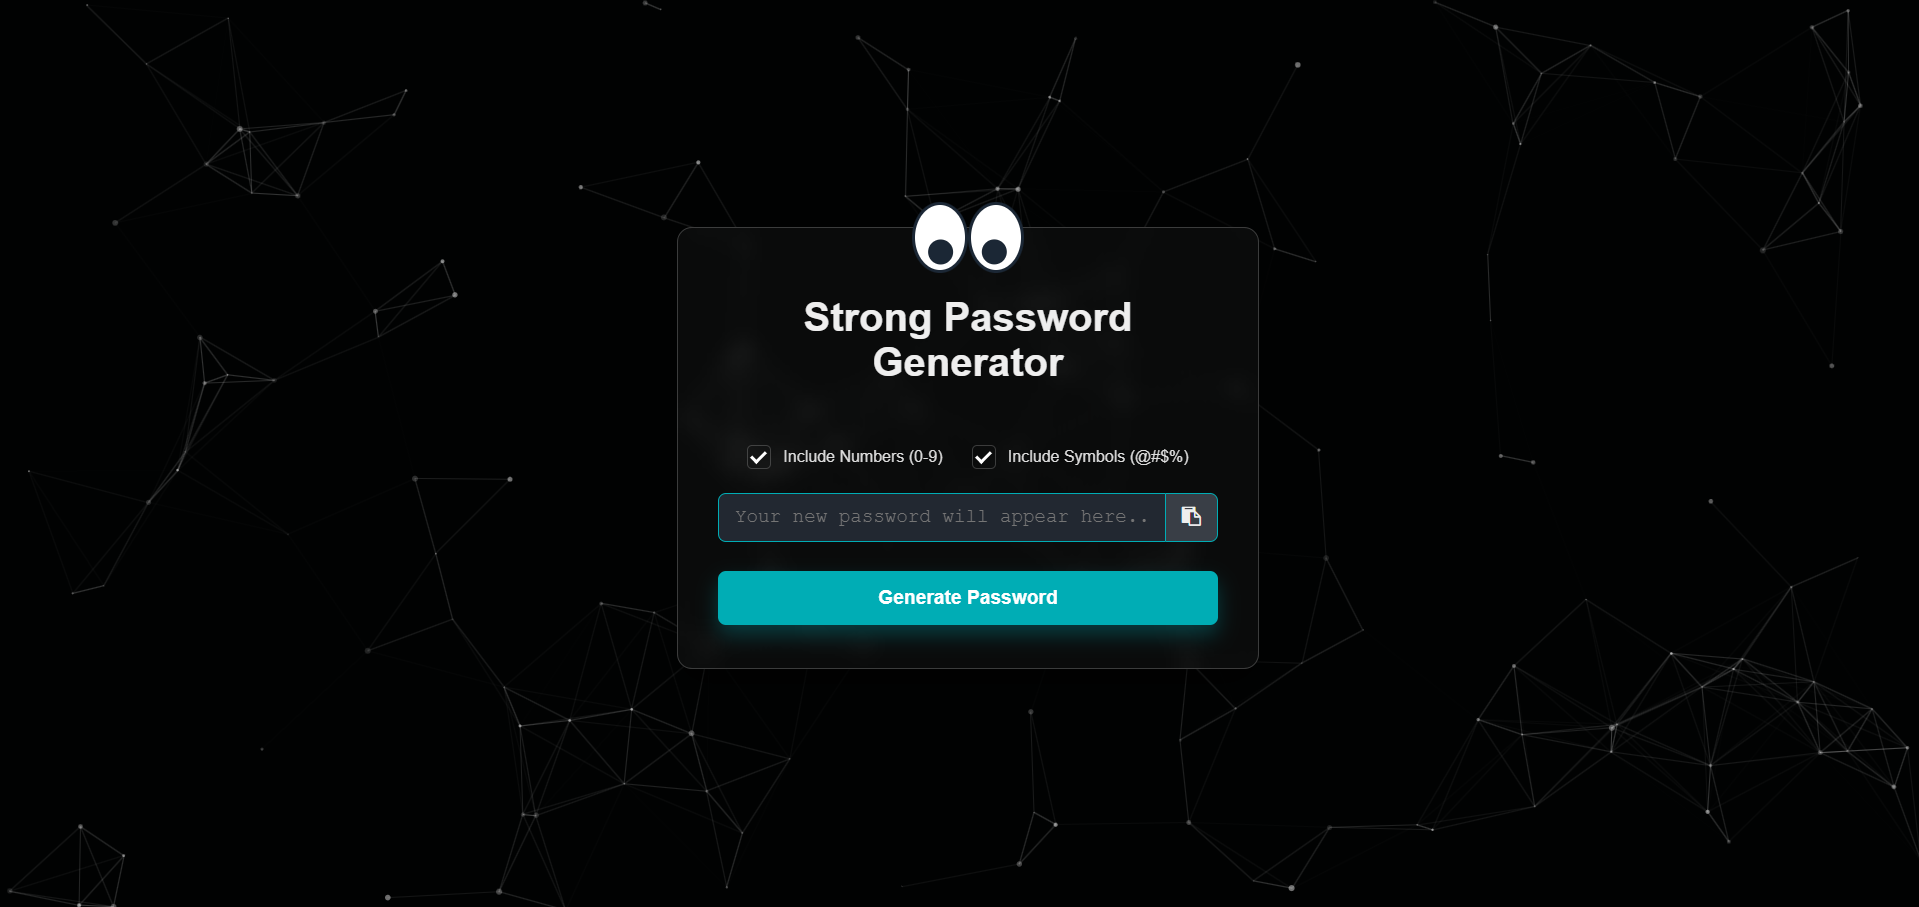 Strong Password
Generator
Include Numbers (0-9) Include Symbols (@#$%)
Your new password will appear here..
Generate Password